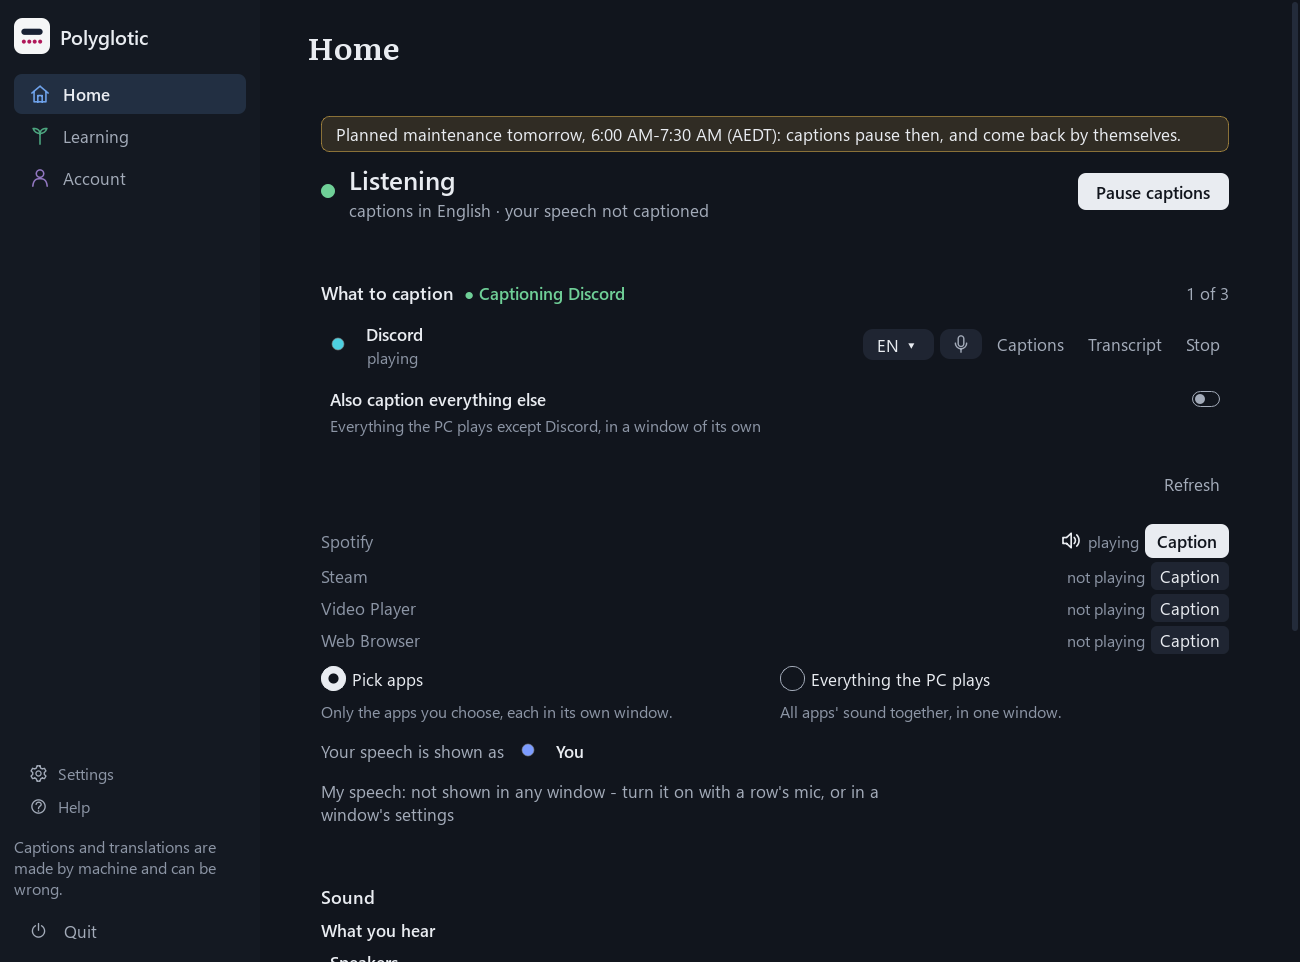 Polyglotic
Home
Learning
Account
Settings
Help
Captions and translations are
made by machine and can be
wrong.
Quit
Home
Planned maintenance tomorrow, 6:00 AM-7:30 AM (AEDT): captions pause then, and come back by themselves.
Listening
captions in English · your speech not captioned
Pause captions
What to caption ● Captioning Discord 1 of 3
Discord
playing
EN ▾ Captions Transcript Stop
Also caption everything else
Everything the PC plays except Discord, in a window of its own
Refresh
Spotify playing Caption
Steam not playing Caption
Video Player not playing Caption
Web Browser not playing Caption
Pick apps
Only the apps you choose, each in its own window.
Everything the PC plays
All apps' sound together, in one window.
Your speech is shown as You
My speech: not shown in any window - turn it on with a row's mic, or in a
window's settings
Sound
What you hear
Speakers